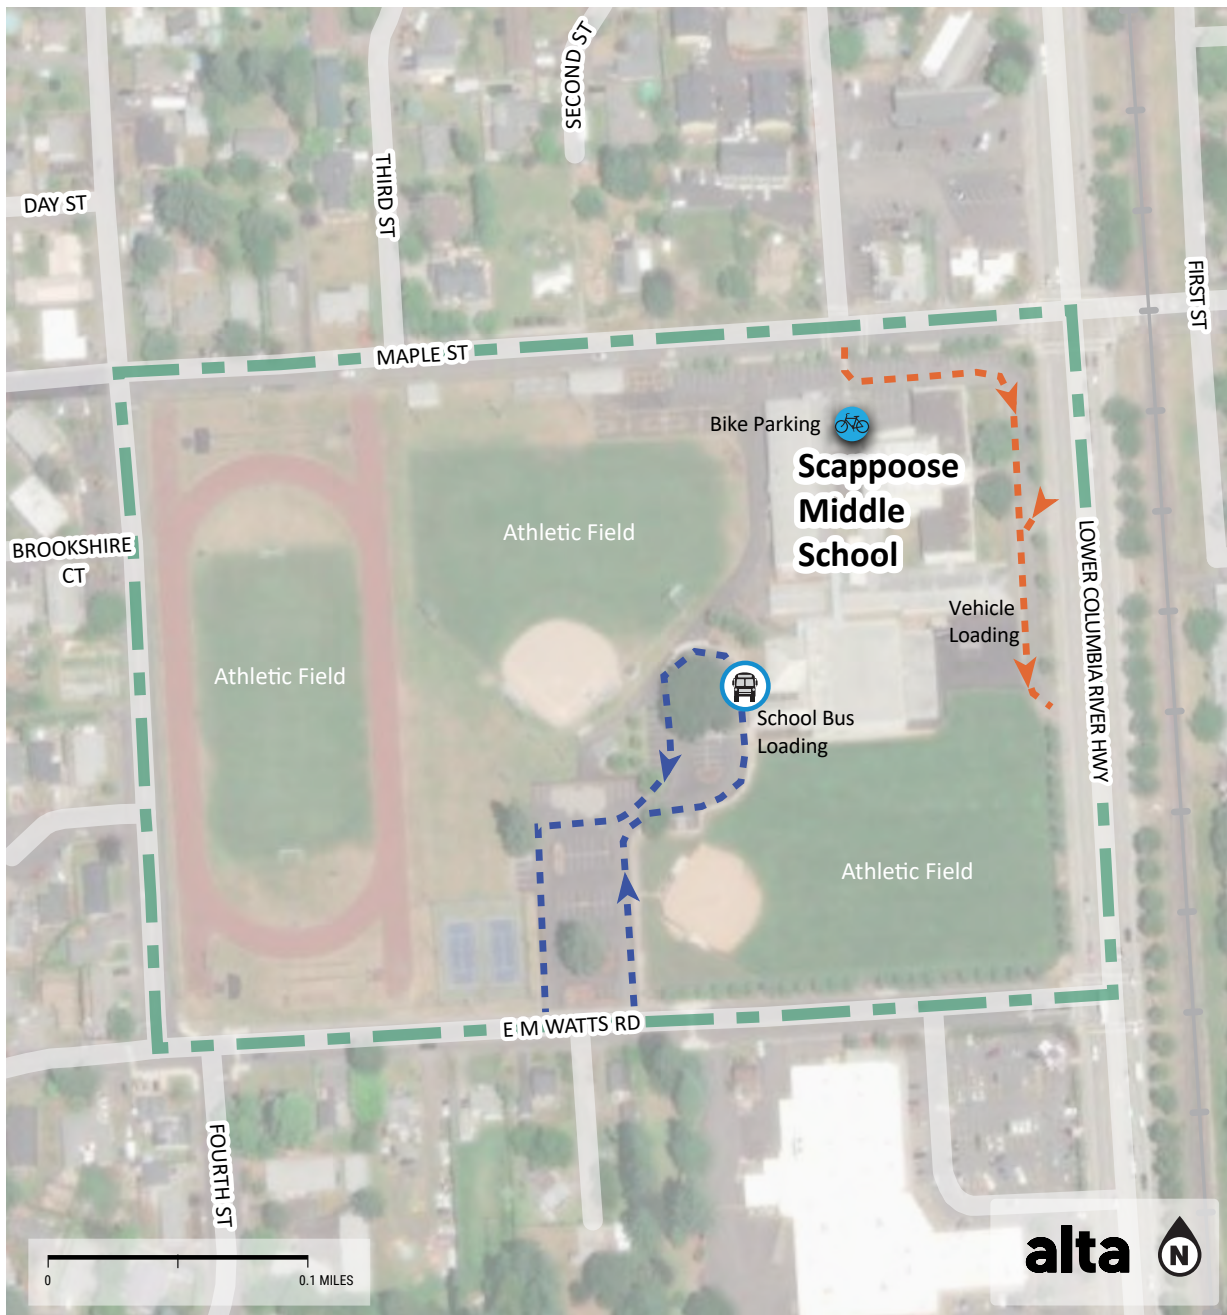 SECOND ST
THIRD ST
DAY ST
FIRST ST
MAPLE ST
Bike Parking
Scappoose
Middle
School
Athletic Field
BROOKSHIRE
CT
LOWER COLUMBIA RIVER HWY
Vehicle
Loading
Athletic Field
School Bus
Loading
Athletic Field
E M WATTS RD
FOURTH ST
0
0.1 MILES
alta
N